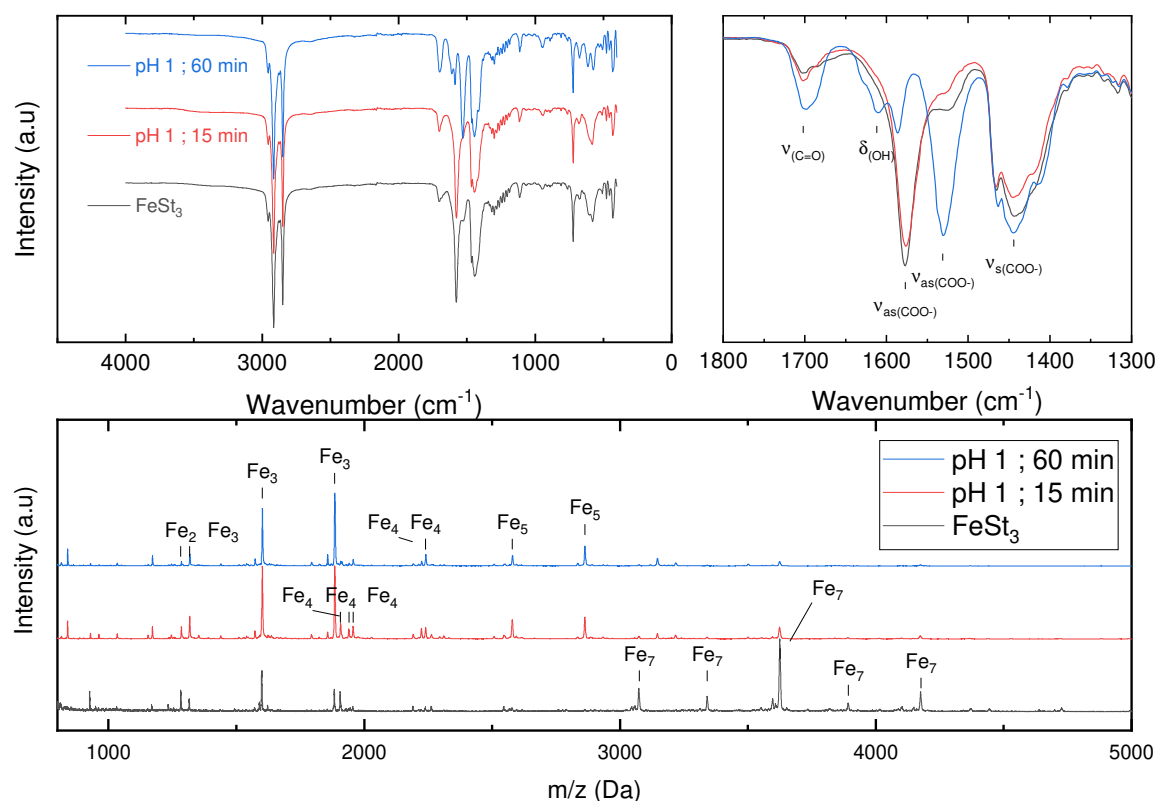 Intensity (a.u)
pH 1 ; 60 min
pH 1 ; 15 min
FeSt₃
4000 3000 2000 1000 0
Wavenumber (cm⁻¹)
ν(C=O)
δ(OH)
νas(COO-)
νas(COO-)
νs(COO-)
1800 1700 1600 1500 1400 1300
Wavenumber (cm⁻¹)
Intensity (a.u)
Fe₂ Fe₃ Fe₃ Fe₃ Fe₄ Fe₄ Fe₅ Fe₅
Fe₄ Fe₄ Fe₄
Fe₇ Fe₇ Fe₇ Fe₇ Fe₇
pH 1 ; 60 min
pH 1 ; 15 min
FeSt₃
1000 2000 3000 4000 5000
m/z (Da)